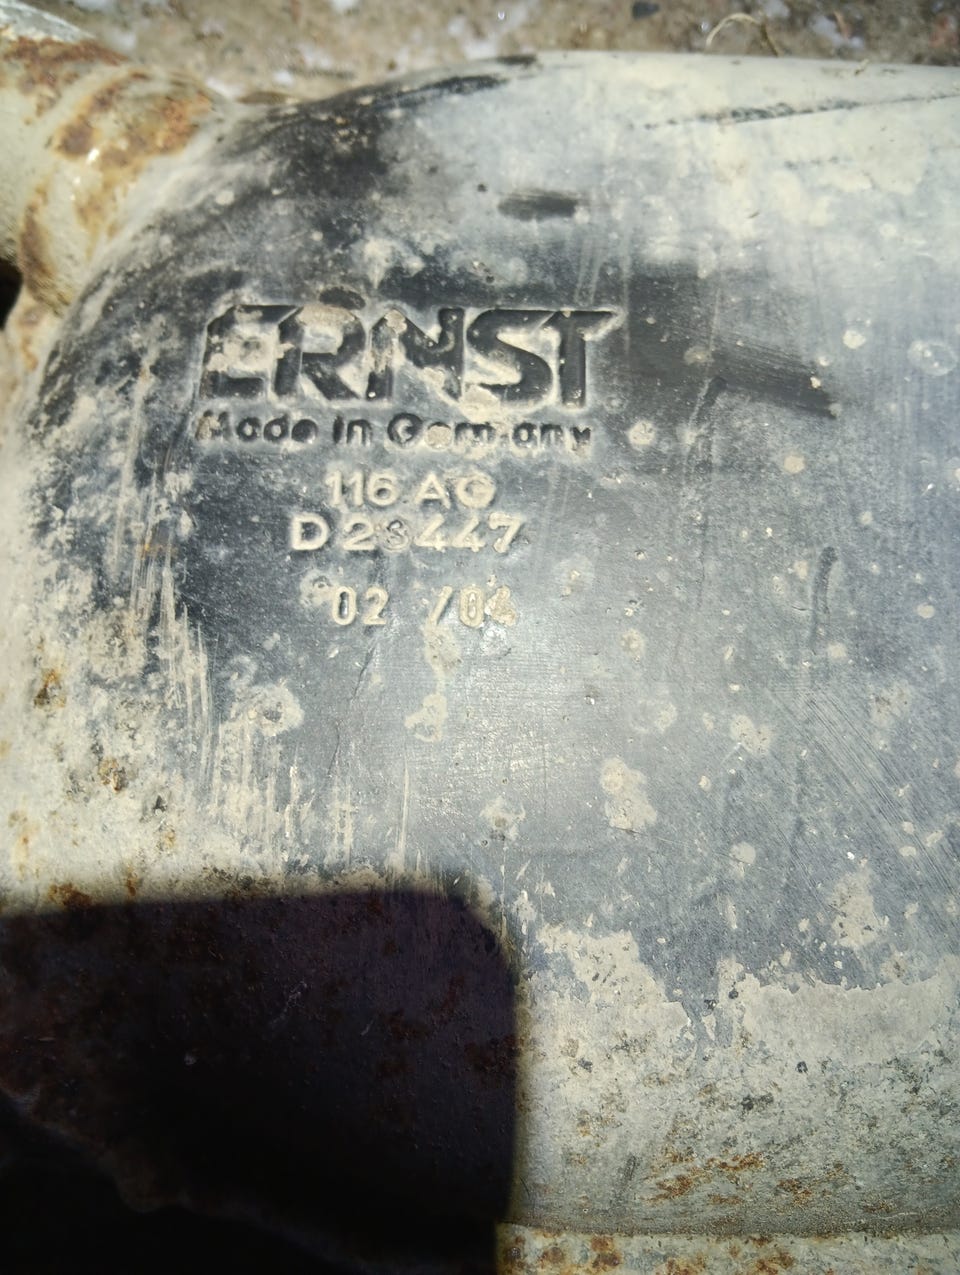 ERNST
Made in Germany
116 AG
D 23447
02 /04